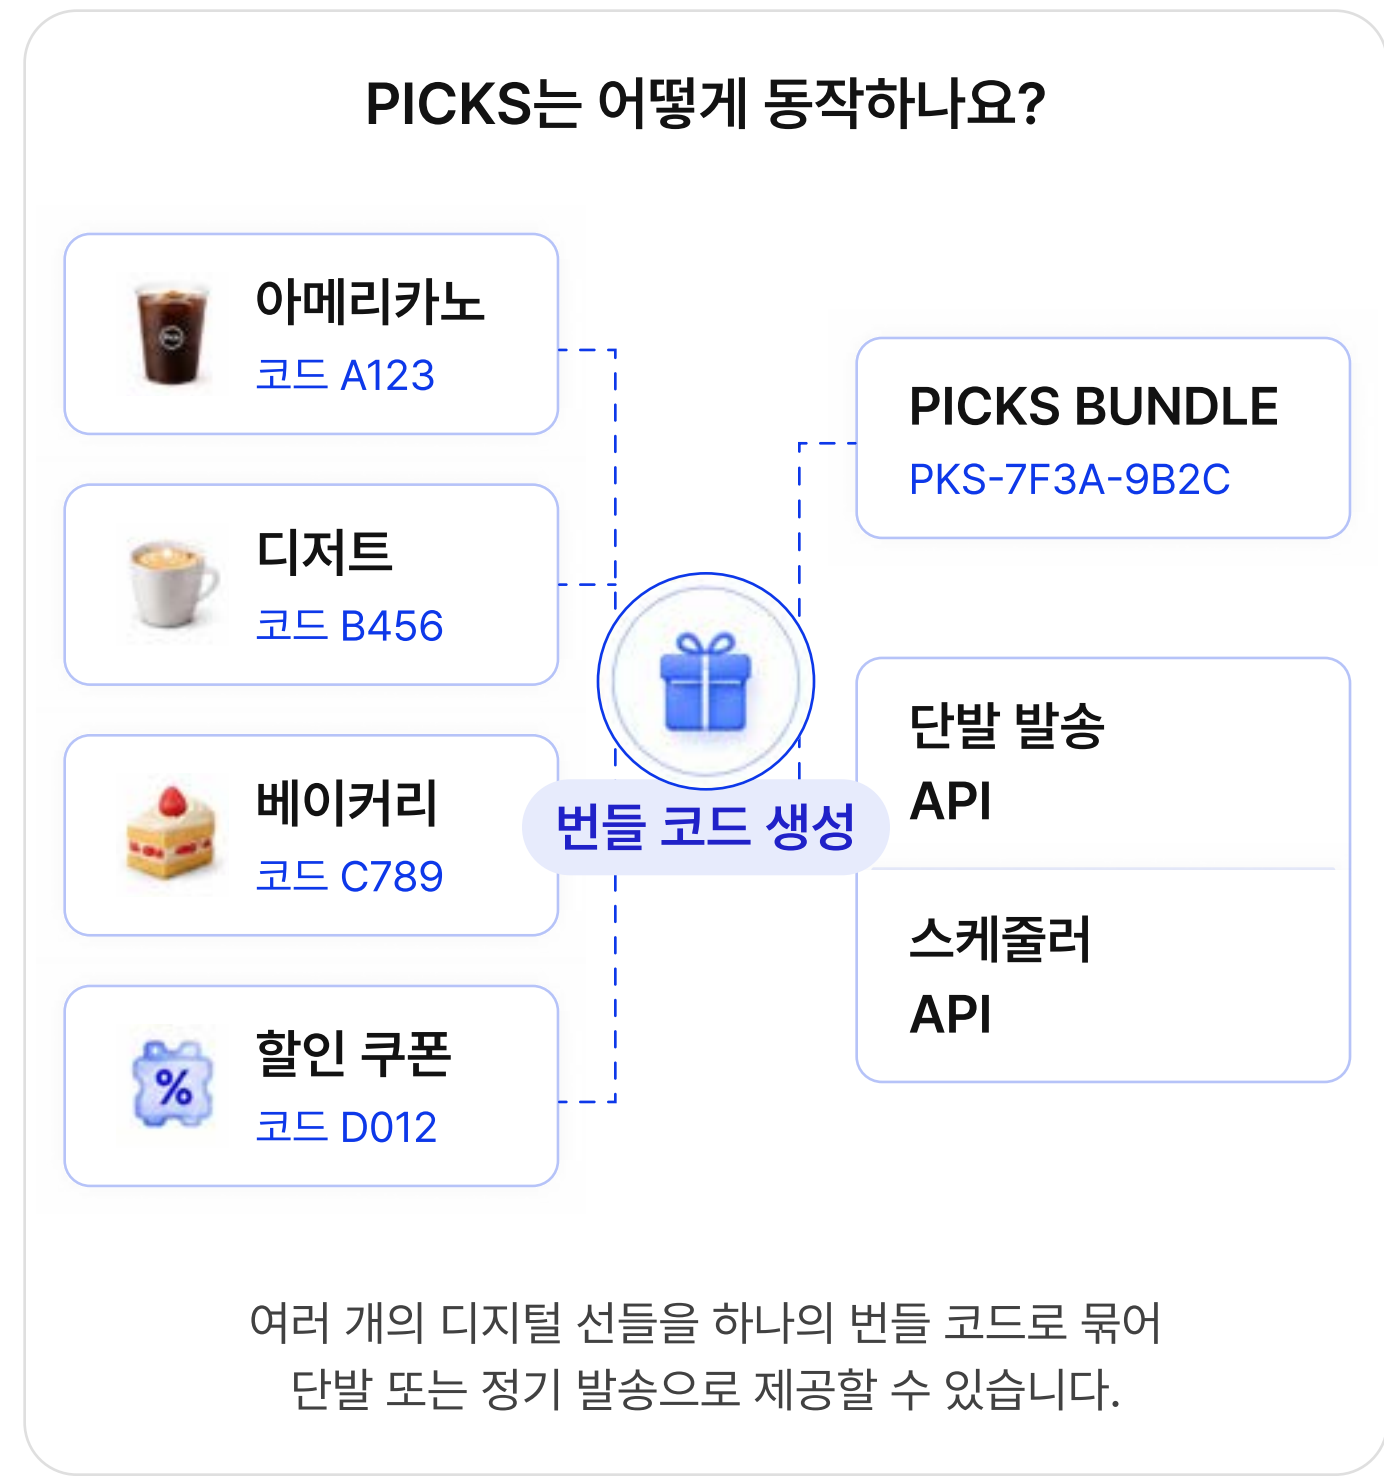 PICKS는 어떻게 동작하나요?
아메리카노
코드 A123
디저트
코드 B456
베이커리
코드 C789
할인 쿠폰
코드 D012
번들 코드 생성
PICKS BUNDLE
PKS-7F3A-9B2C
단발 발송
API
스케줄러
API
여러 개의 디지털 선들을 하나의 번들 코드로 묶어
단발 또는 정기 발송으로 제공할 수 있습니다.